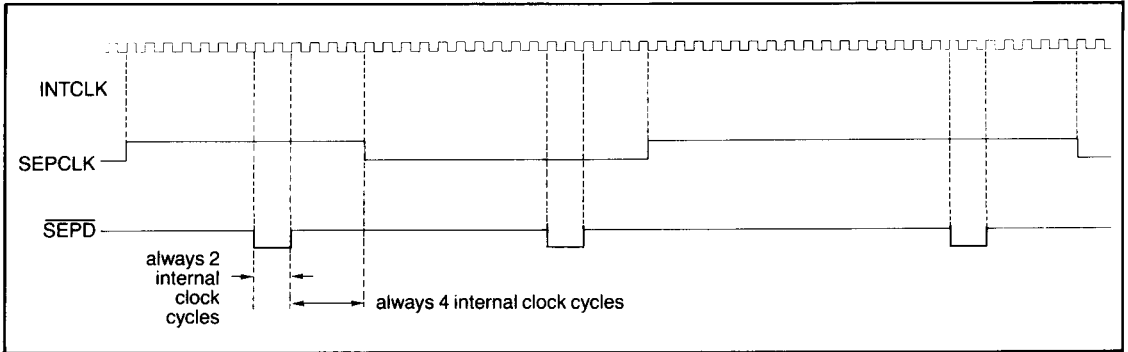 INTCLK
SEPCLK
SEPD
always 2
internal
clock
cycles
always 4 internal clock cycles